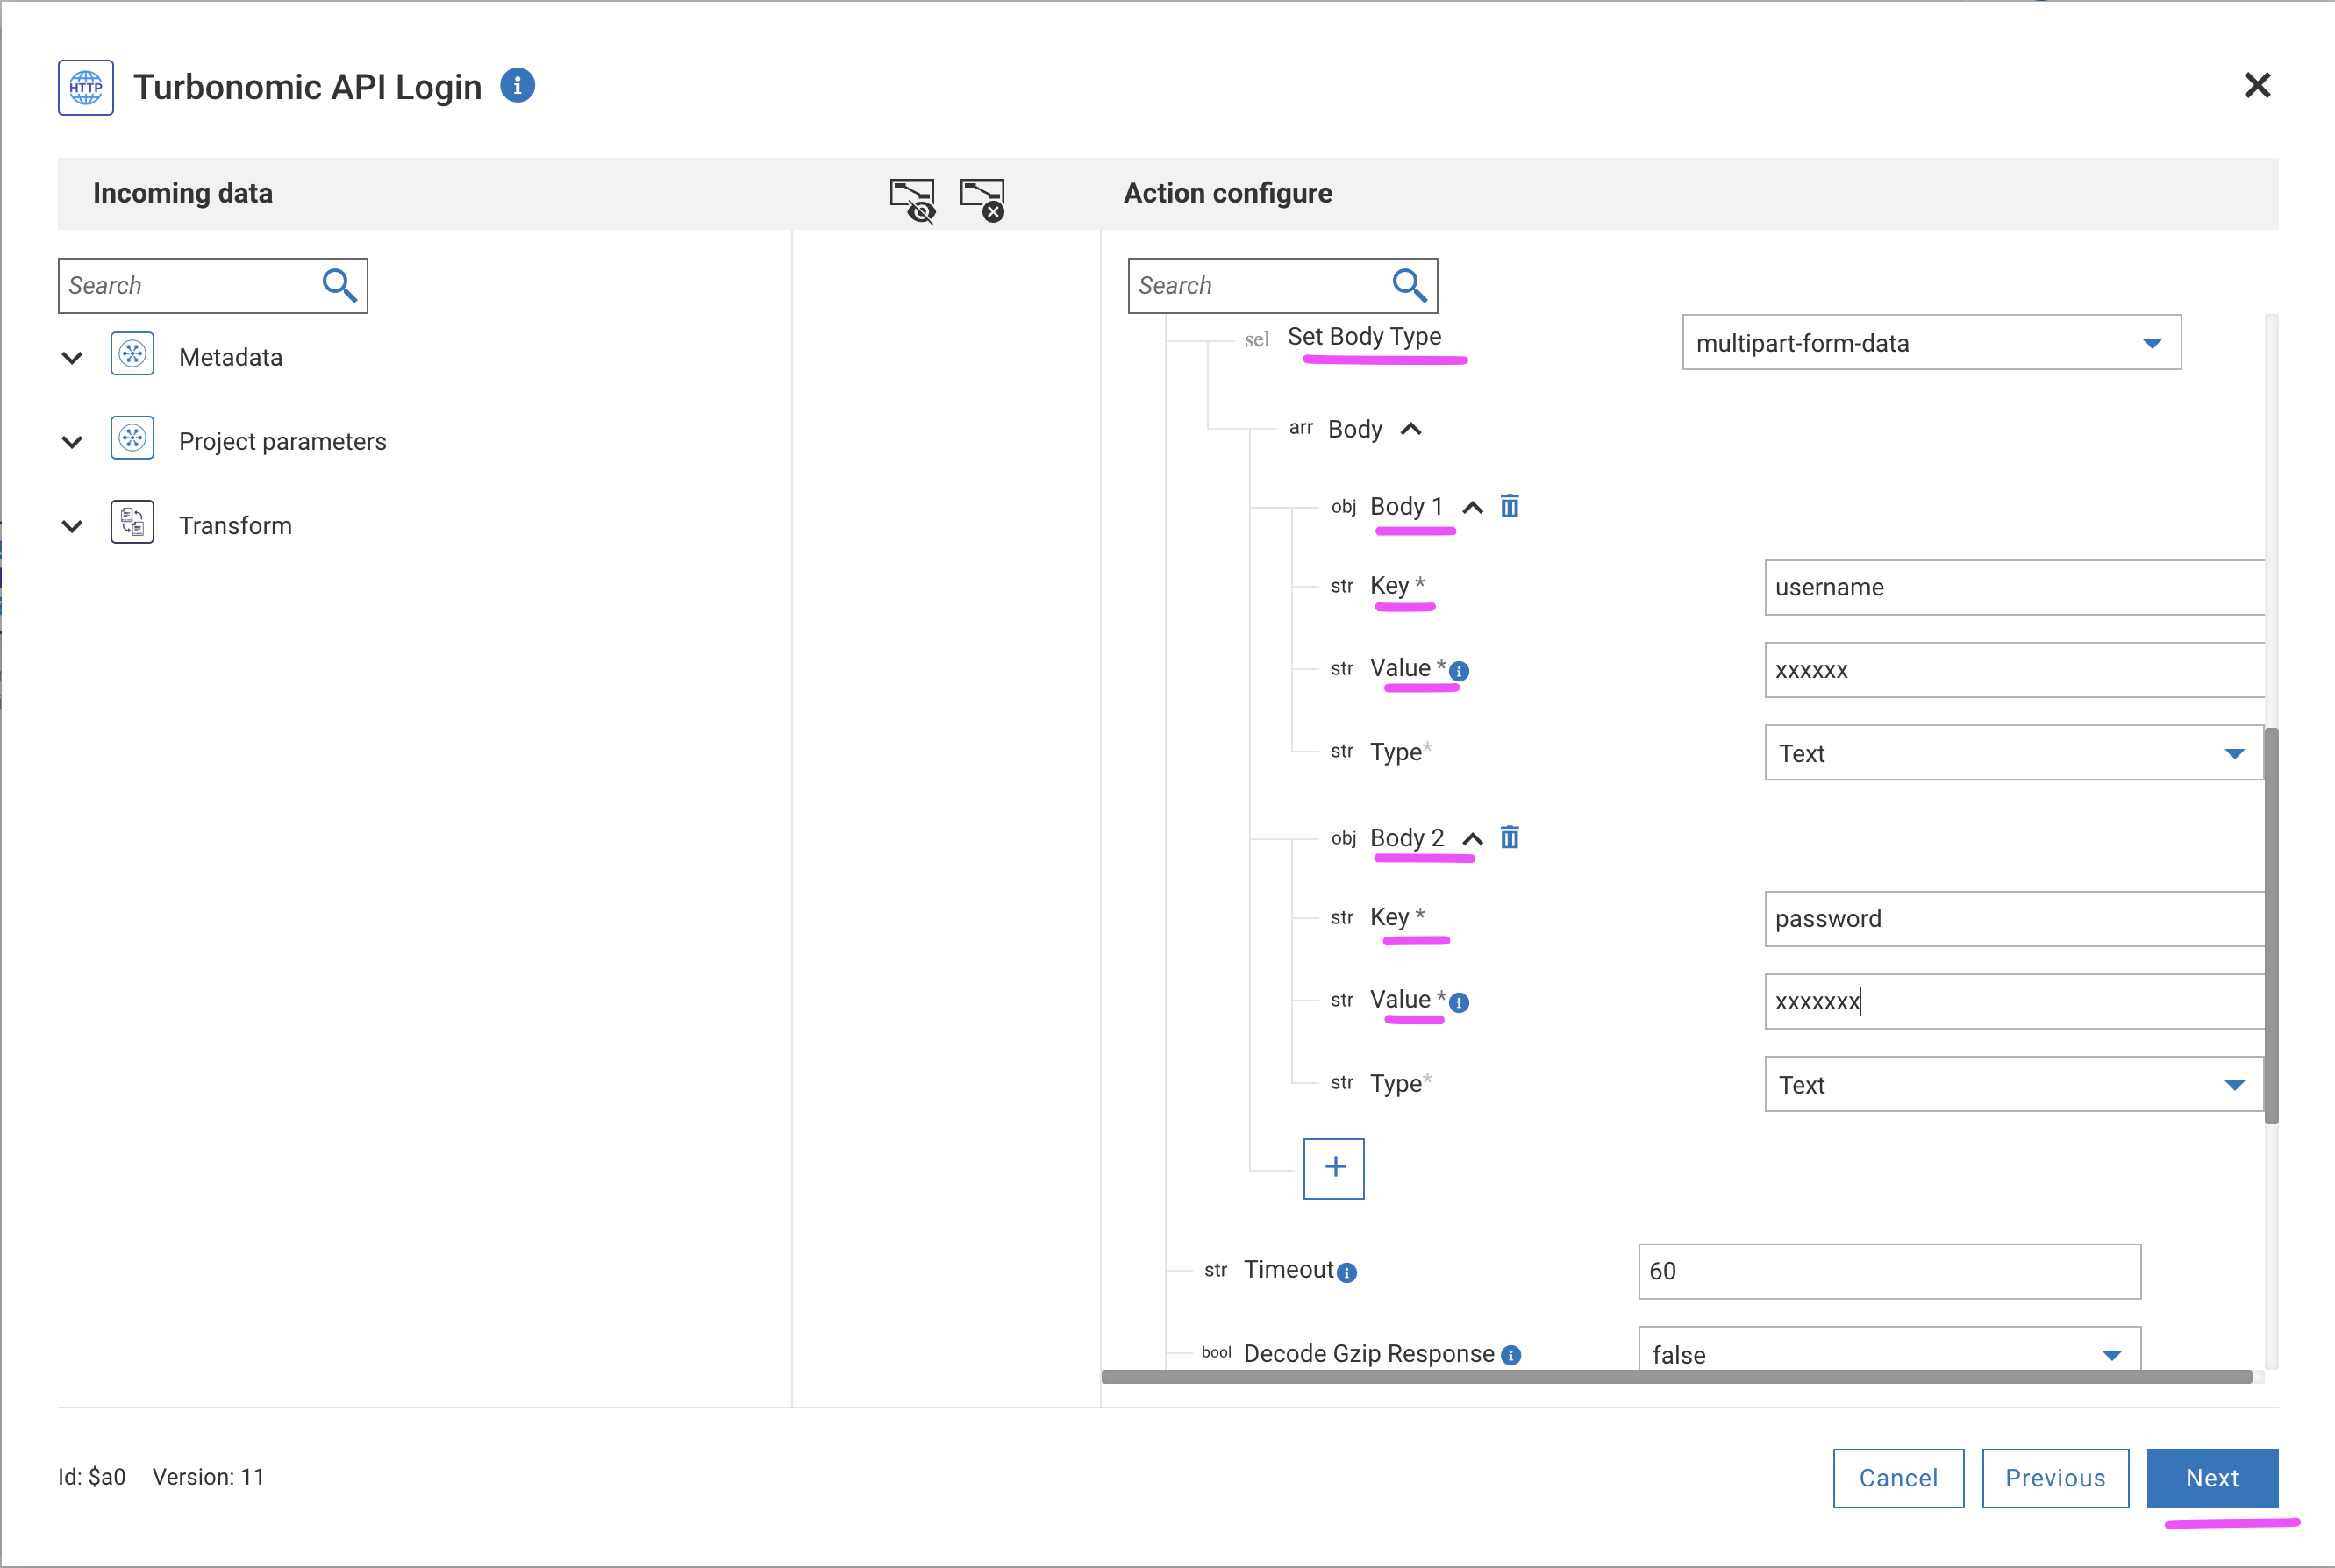 HTTP Turbonomic API Login
Incoming data
Action configure
Search
Search
Metadata
Project parameters
Transform
sel Set Body Type multipart-form-data
arr Body
obj Body 1
str Key * username
str Value * xxxxxx
str Type* Text
obj Body 2
str Key * password
str Value * xxxxxxx
str Type* Text
+
str Timeout 60
bool Decode Gzip Response false
Id: $a0 Version: 11
Cancel Previous Next